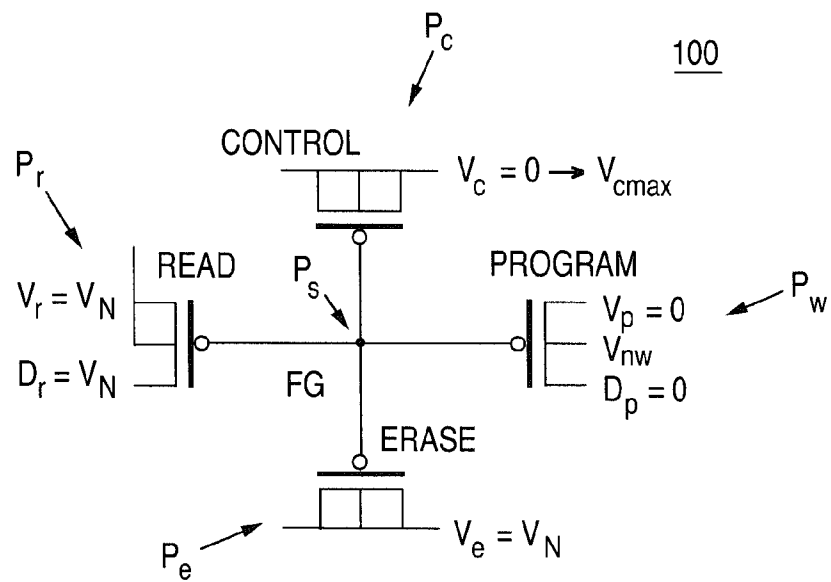 P_c
100
CONTROL
V_c = 0 → V_cmax
P_r
READ
P_s
PROGRAM
P_w
V_r = V_N
V_p = 0
V_nw
D_r = V_N
FG
D_p = 0
ERASE
P_e
V_e = V_N